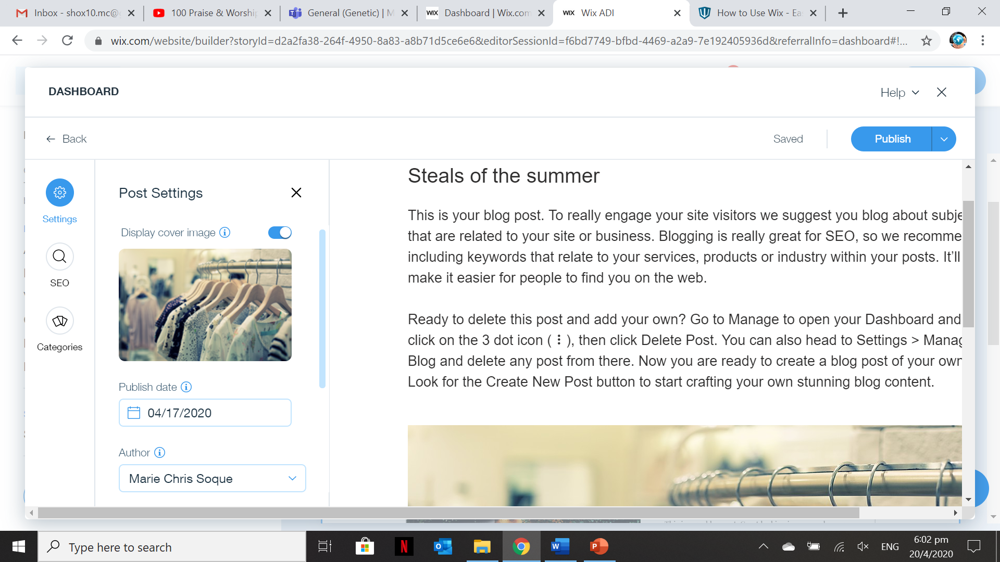 Inbox - shox10.mc@
100 Praise & Worship
General (Genetic) | M
WIX Dashboard | Wix.com
WIX Wix ADI
How to Use Wix - Ea
wix.com/website/builder?storyId=d2a2fa38-264f-4950-8a83-a8b71d5ce6e6&editorSessionId=f6bd7749-bfbd-4469-a2a9-7e192405936d&referralInfo=dashboard#!...
DASHBOARD
Help
Back
Saved
Publish
Settings
SEO
Categories
Post Settings
Display cover image
Publish date
04/17/2020
Author
Marie Chris Soque
Steals of the summer
This is your blog post. To really engage your site visitors we suggest you blog about subje
that are related to your site or business. Blogging is really great for SEO, so we recomme
including keywords that relate to your services, products or industry within your posts. It’ll
make it easier for people to find you on the web.
Ready to delete this post and add your own? Go to Manage to open your Dashboard and
click on the 3 dot icon ( ⋮ ), then click Delete Post. You can also head to Settings > Manag
Blog and delete any post from there. Now you are ready to create a blog post of your own
Look for the Create New Post button to start crafting your own stunning blog content.
Type here to search
ENG
6:02 pm
20/4/2020